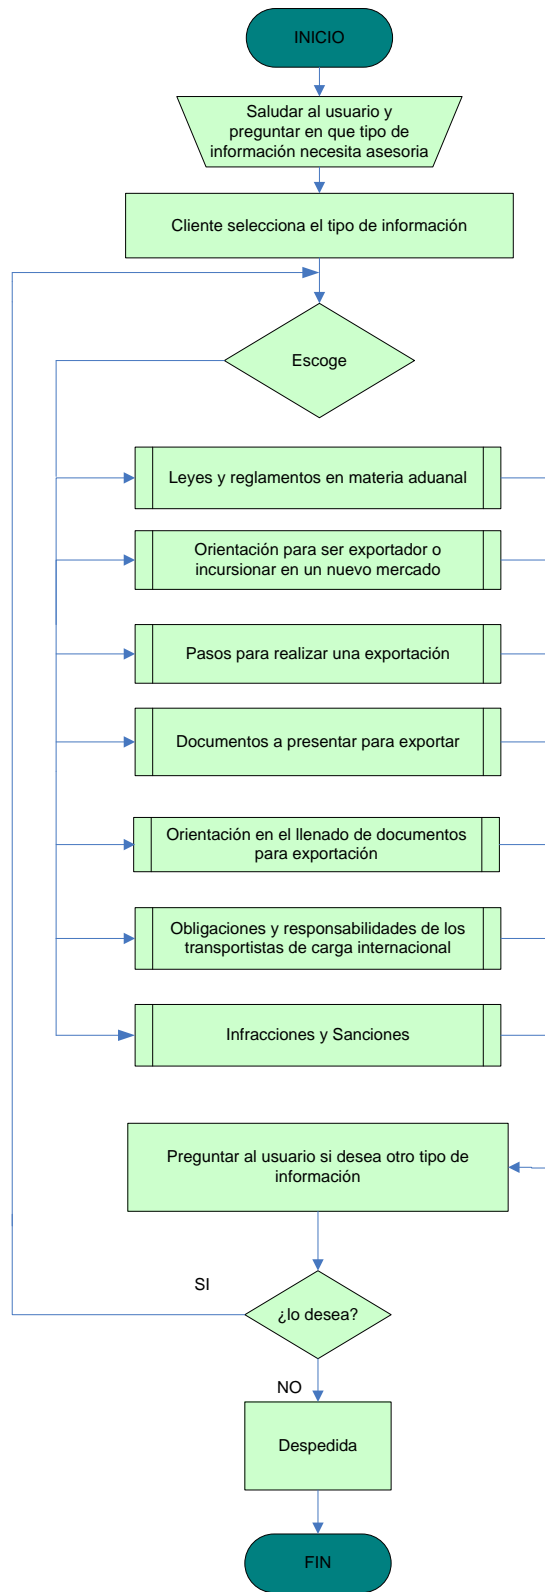 INICIO
Saludar al usuario y
preguntar en que tipo de
información necesita asesoria
Cliente selecciona el tipo de información
Escoge
Leyes y reglamentos en materia aduanal
Orientación para ser exportador o
incursionar en un nuevo mercado
Pasos para realizar una exportación
Documentos a presentar para exportar
Orientación en el llenado de documentos
para exportación
Obligaciones y responsabilidades de los
transportistas de carga internacional
Infracciones y Sanciones
Preguntar al usuario si desea otro tipo de
información
SI
¿lo desea?
NO
Despedida
FIN